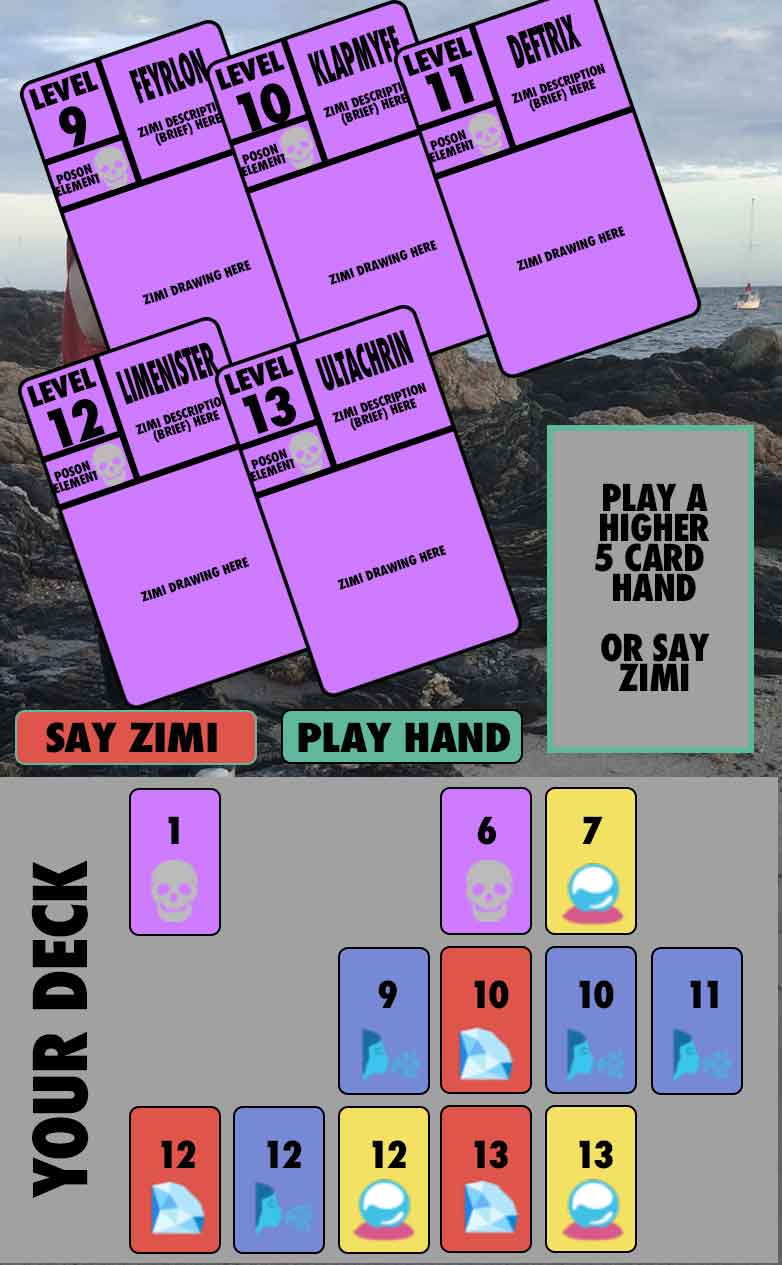 LEVEL
9
FEYRLON
ZIMI DESCRIPTI
(BRIEF) HERE
POSON
ELEMENT
ZIMI DRAWING HERE
LEVEL
10
KLAPMYFF
ZIMI DESCRIPTI
(BRIEF) HERE
POSON
ELEMENT
ZIMI DRAWING HERE
LEVEL
11
DEFTRIX
ZIMI DESCRIPTION
(BRIEF) HERE
POSON
ELEMENT
ZIMI DRAWING HERE
LEVEL
12
LIMENISTER
ZIMI DESCRIPTIO
(BRIEF) HERE
POSON
ELEMENT
ZIMI DRAWING HERE
LEVEL
13
ULTACHRIN
ZIMI DESCRIPTION
(BRIEF) HERE
POSON
ELEMENT
ZIMI DRAWING HERE
PLAY A
HIGHER
5 CARD
HAND
OR SAY
ZIMI
SAY ZIMI
PLAY HAND
YOUR DECK
1
6
7
9
10
10
11
12
12
12
13
13